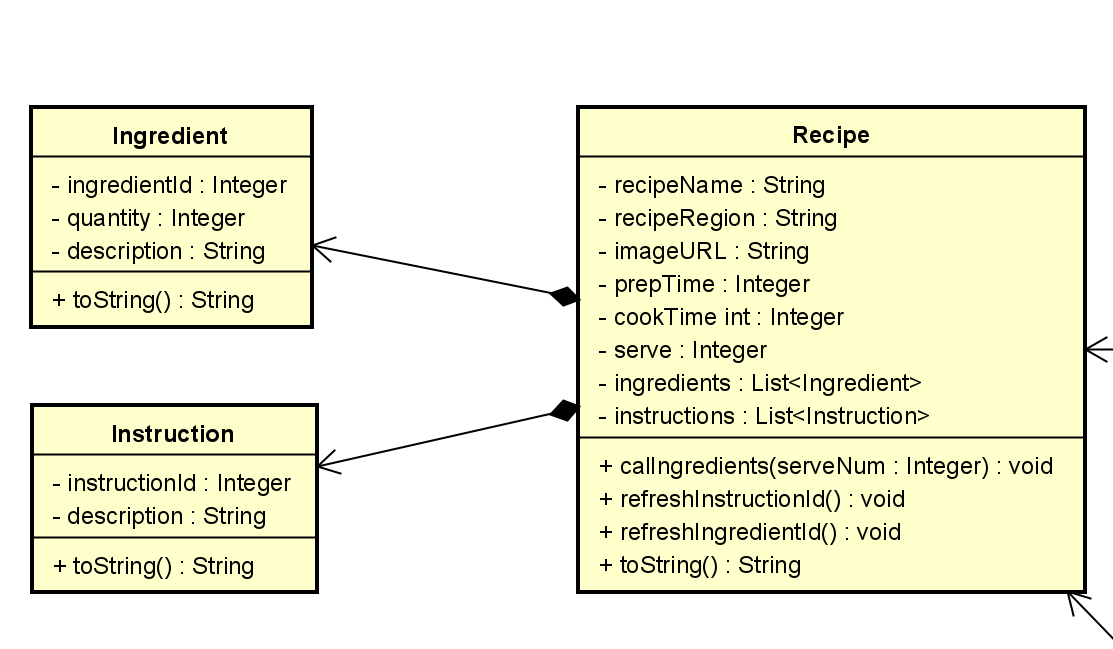 Ingredient
- ingredientId : Integer
- quantity : Integer
- description : String
+ toString() : String
Instruction
- instructionId : Integer
- description : String
+ toString() : String
Recipe
- recipeName : String
- recipeRegion : String
- imageURL : String
- prepTime : Integer
- cookTime int : Integer
- serve : Integer
- ingredients : List<Ingredient>
- instructions : List<Instruction>
+ calIngredients(serveNum : Integer) : void
+ refreshInstructionId() : void
+ refreshIngredientId() : void
+ toString() : String